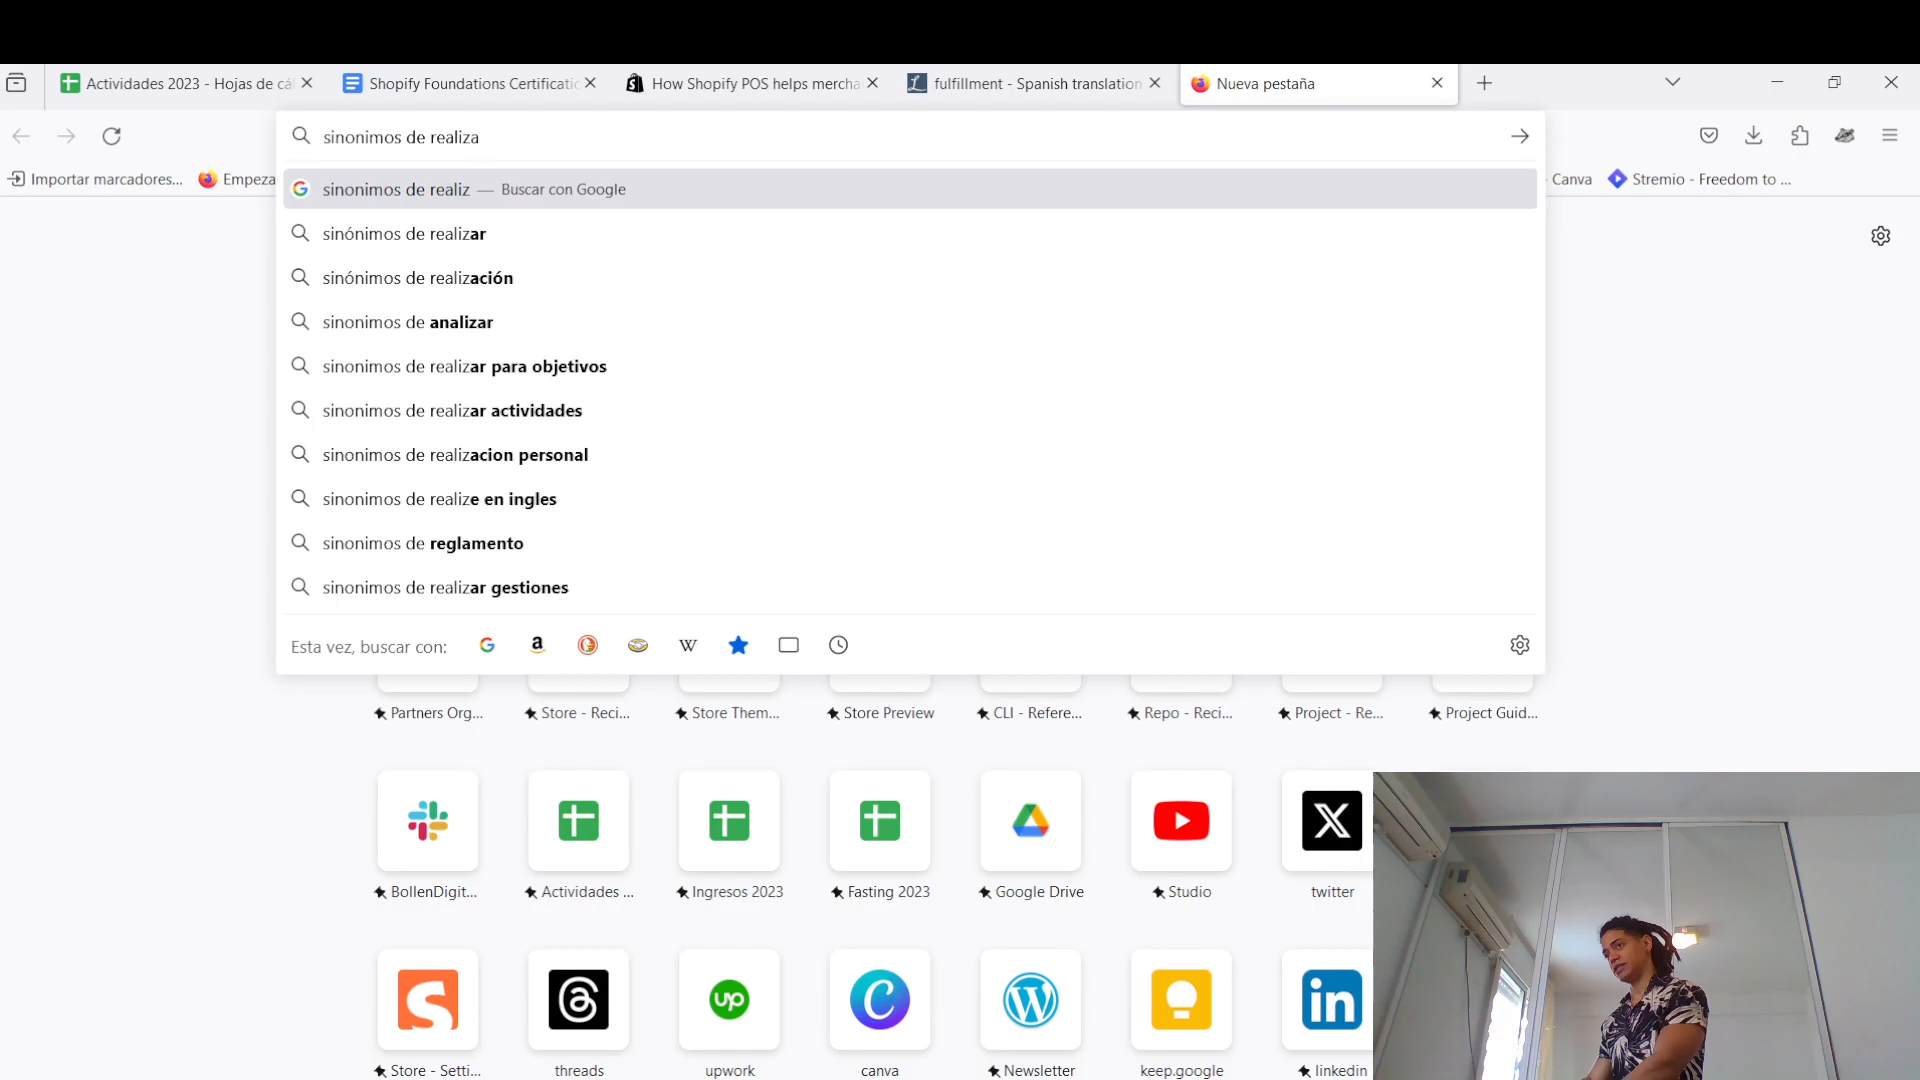 Actividades 2023 - Hojas de cál
Shopify Foundations Certificatic
How Shopify POS helps mercha
fulfillment - Spanish translation
Nueva pestaña
sinonimos de realiza
Importar marcadores...
Empeza
- Canva
Stremio - Freedom to ...
sinonimos de realiz — Buscar con Google
sinónimos de realizar
sinónimos de realización
sinonimos de analizar
sinonimos de realizar para objetivos
sinonimos de realizar actividades
sinonimos de realizacion personal
sinonimos de realize en ingles
sinonimos de reglamento
sinonimos de realizar gestiones
Esta vez, buscar con:
Partners Org...
Store - Reci...
Store Them...
Store Preview
CLI - Refere...
Repo - Reci...
Project - Re...
Project Guid...
BollenDigit...
Actividades ...
Ingresos 2023
Fasting 2023
Google Drive
Studio
twitter
Store - Setti...
threads
upwork
canva
Newsletter
keep.google
linkedin